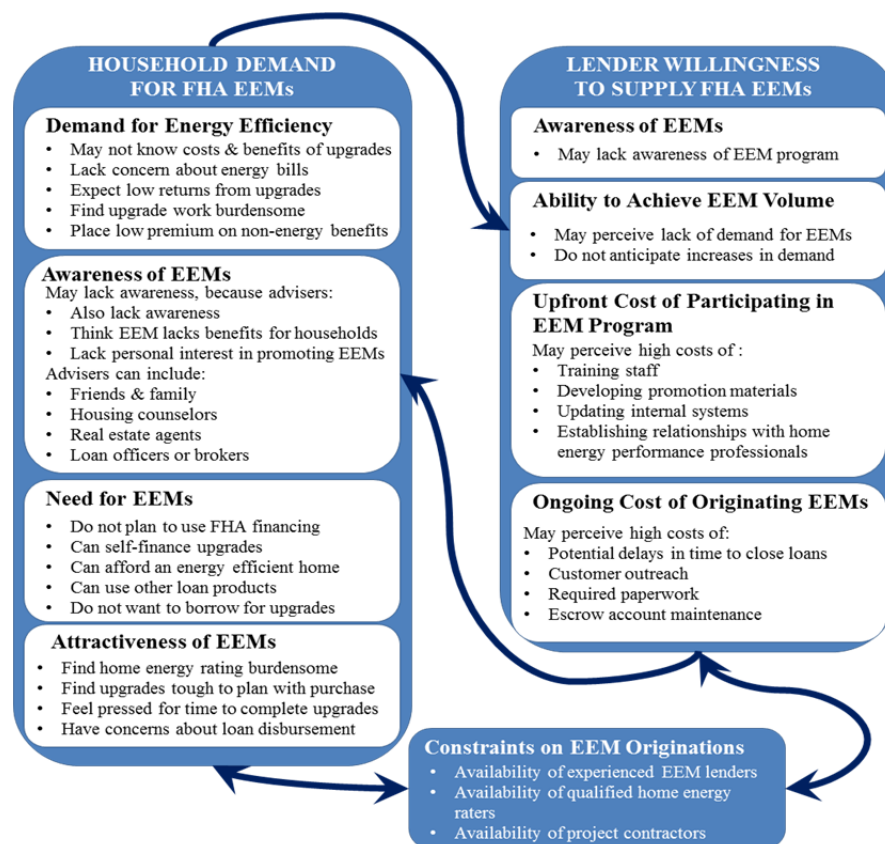 HOUSEHOLD DEMAND
FOR FHA EEMs
Demand for Energy Efficiency
• May not know costs & benefits of upgrades
• Lack concern about energy bills
• Expect low returns from upgrades
• Find upgrade work burdensome
• Place low premium on non-energy benefits
Awareness of EEMs
May lack awareness, because advisers:
• Also lack awareness
• Think EEM lacks benefits for households
• Lack personal interest in promoting EEMs
Advisers can include:
• Friends & family
• Housing counselors
• Real estate agents
• Loan officers or brokers
Need for EEMs
• Do not plan to use FHA financing
• Can self-finance upgrades
• Can afford an energy efficient home
• Can use other loan products
• Do not want to borrow for upgrades
Attractiveness of EEMs
• Find home energy rating burdensome
• Find upgrades tough to plan with purchase
• Feel pressed for time to complete upgrades
• Have concerns about loan disbursement
LENDER WILLINGNESS
TO SUPPLY FHA EEMs
Awareness of EEMs
• May lack awareness of EEM program
Ability to Achieve EEM Volume
• May perceive lack of demand for EEMs
• Do not anticipate increases in demand
Upfront Cost of Participating in
EEM Program
May perceive high costs of :
• Training staff
• Developing promotion materials
• Updating internal systems
• Establishing relationships with home
energy performance professionals
Ongoing Cost of Originating EEMs
May perceive high costs of:
• Potential delays in time to close loans
• Customer outreach
• Required paperwork
• Escrow account maintenance
Constraints on EEM Originations
• Availability of experienced EEM lenders
• Availability of qualified home energy
raters
• Availability of project contractors